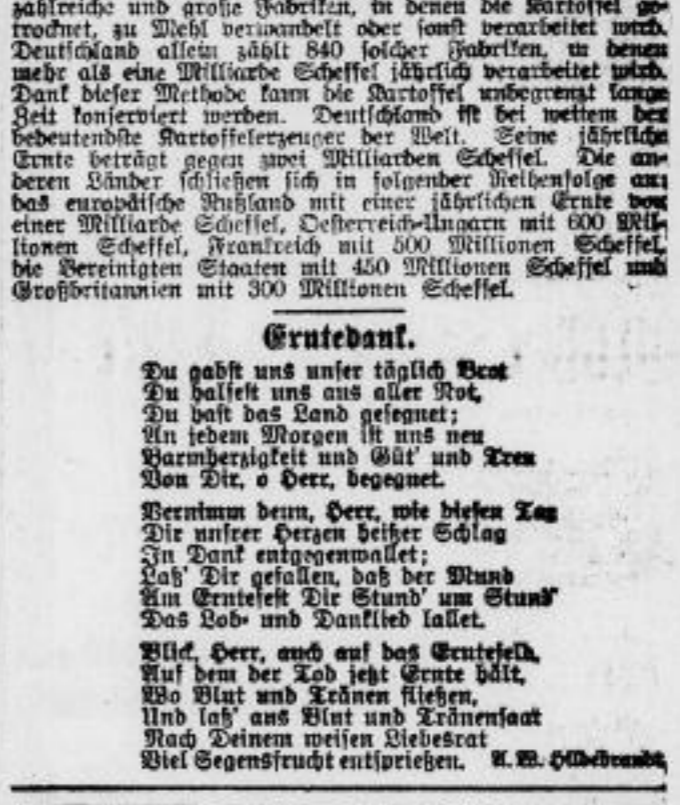 zahlreiche und große Fabriken, in denen die Kartoffel ge-
trocknet, zu Mehl verwandelt oder sonst verarbeitet wird.
Deutschland allein zählt 840 solcher Fabriken, in denen
mehr als eine Milliarde Scheffel jährlich verarbeitet wird.
Dank dieser Methode kann die Kartoffel unbegrenzt lange
Zeit konserviert werden. Deutschland ist bei weitem der
bedeutendste Kartoffelerzeuger der Welt. Seine jährliche
Ernte beträgt gegen zwei Milliarden Scheffel. Die an-
deren Länder schließen sich in folgender Reihenfolge an:
das europäische Rußland mit einer jährlichen Ernte von
einer Milliarde Scheffel, Oesterreich-Ungarn mit 600 Mil-
lionen Scheffel, Frankreich mit 500 Millionen Scheffel,
die Vereinigten Staaten mit 450 Millionen Scheffel und
Großbritannien mit 300 Millionen Scheffel.
Erntedank.
Du gabst uns unser täglich Brot
Du halfest uns aus aller Not,
Du hast das Land gesegnet;
An jedem Morgen ist uns neu
Barmherzigkeit und Güt' und Treu
Von Dir, o Herr, begegnet.
Vernimm denn, Herr, wie diesen Tag
Dir unsrer Herzen heißer Schlag
In Dank entgegenwallet;
Laß' Dir gefallen, daß der Mund
Am Erntefest Dir Stund' um Stund'
Das Lob- und Danklied lallet.
Blick, Herr, auch auf das Erntefeld,
Auf dem der Tod jetzt Ernte hält,
Wo Blut und Tränen fließen,
Und laß' aus Blut und Tränensaat
Nach Deinem weisen Liebesrat
Viel Segensfrucht entsprießen. A. W. Hildebrandt.